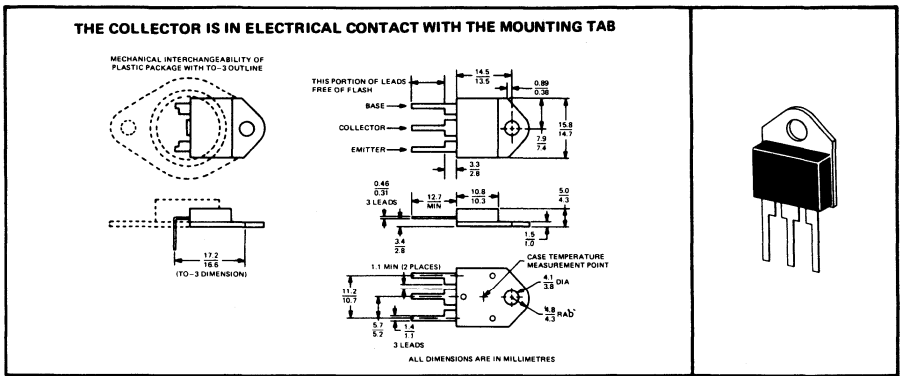 THE COLLECTOR IS IN ELECTRICAL CONTACT WITH THE MOUNTING TAB
MECHANICAL INTERCHANGEABILITY OF
PLASTIC PACKAGE WITH TO-3 OUTLINE
THIS PORTION OF LEADS
FREE OF FLASH
14.5
13.5
0.89
0.38
BASE
COLLECTOR
EMITTER
15.8
14.7
7.9
7.4
3.3
2.8
0.46
0.31
3 LEADS
12.7
MIN
10.8
10.3
5.0
4.3
3.4
2.8
1.5
1.0
17.2
16.6
(TO-3 DIMENSION)
CASE TEMPERATURE
MEASUREMENT POINT
1.1 MIN (2 PLACES)
4.1
3.8
DIA
4.8
4.3
RAD
11.2
10.7
5.7
5.2
1.4
1.1
3 LEADS
ALL DIMENSIONS ARE IN MILLIMETRES